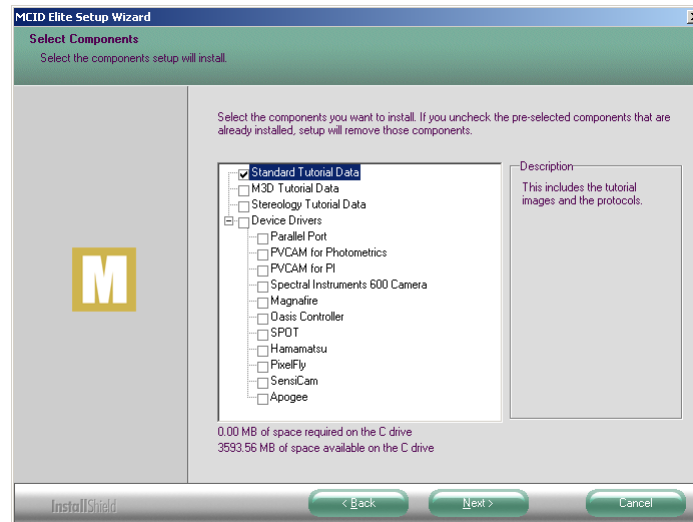 MCID Elite Setup Wizard
Select Components
Select the components setup will install.
Select the components you want to install. If you uncheck the pre-selected components that are
already installed, setup will remove those components.
Standard Tutorial Data
M3D Tutorial Data
Stereology Tutorial Data
Device Drivers
Parallel Port
PVCAM for Photometrics
PVCAM for PI
Spectral Instruments 600 Camera
Magnafire
Oasis Controller
SPOT
Hamamatsu
PixelFly
SensiCam
Apogee
Description
This includes the tutorial
images and the protocols.
M
0.00 MB of space required on the C drive
3593.56 MB of space available on the C drive
InstallShield
< Back
Next >
Cancel